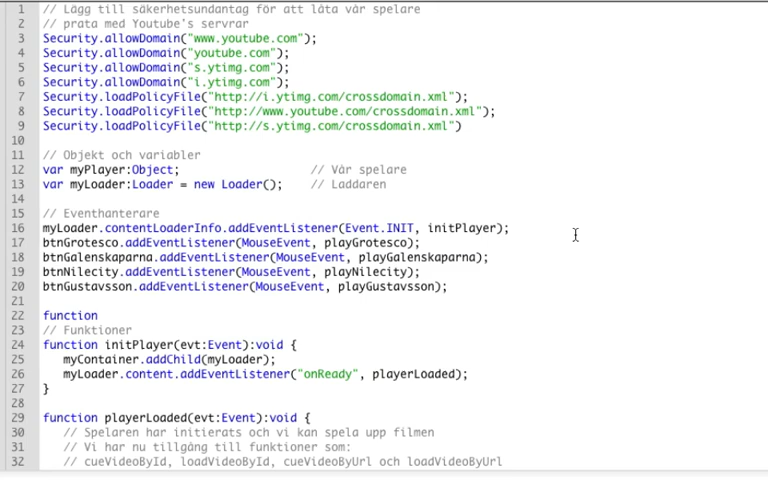 1 // Lägg till säkerhetsundantag för att låta vår spelare
2 // prata med Youtube's servrar
3 Security.allowDomain("www.youtube.com");
4 Security.allowDomain("youtube.com");
5 Security.allowDomain("s.ytimg.com");
6 Security.allowDomain("i.ytimg.com");
7 Security.loadPolicyFile("http://i.ytimg.com/crossdomain.xml");
8 Security.loadPolicyFile("http://www.youtube.com/crossdomain.xml");
9 Security.loadPolicyFile("http://s.ytimg.com/crossdomain.xml")
10
11 // Objekt och variabler
12 var myPlayer:Object; // Vår spelare
13 var myLoader:Loader = new Loader(); // Laddaren
14
15 // Eventhanterare
16 myLoader.contentLoaderInfo.addEventListener(Event.INIT, initPlayer);
17 btnGrotesco.addEventListener(MouseEvent, playGrotesco);
18 btnGalenskaparna.addEventListener(MouseEvent, playGalenskaparna);
19 btnNilecity.addEventListener(MouseEvent, playNilecity);
20 btnGustavsson.addEventListener(MouseEvent, playGustavsson);
21
22 function
23 // Funktioner
24 function initPlayer(evt:Event):void {
25 myContainer.addChild(myLoader);
26 myLoader.content.addEventListener("onReady", playerLoaded);
27 }
28
29 function playerLoaded(evt:Event):void {
30 // Spelaren har initierats och vi kan spela upp filmen
31 // Vi har nu tillgång till funktioner som:
32 // cueVideoById, loadVideoById, cueVideoByUrl och loadVideoByUrl